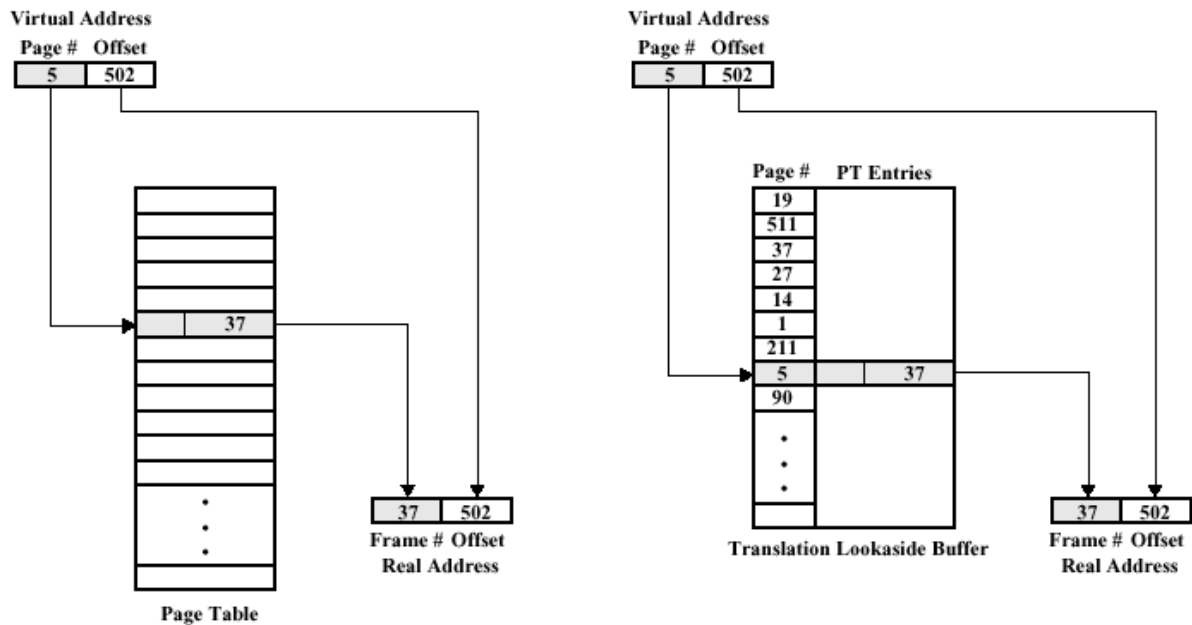 Virtual Address
Page # Offset
5 502
37
37 502
Frame # Offset
Real Address
Page Table
Virtual Address
Page # Offset
5 502
Page # PT Entries
19
511
37
27
14
1
211
5 37
90
37 502
Translation Lookaside Buffer
Frame # Offset
Real Address